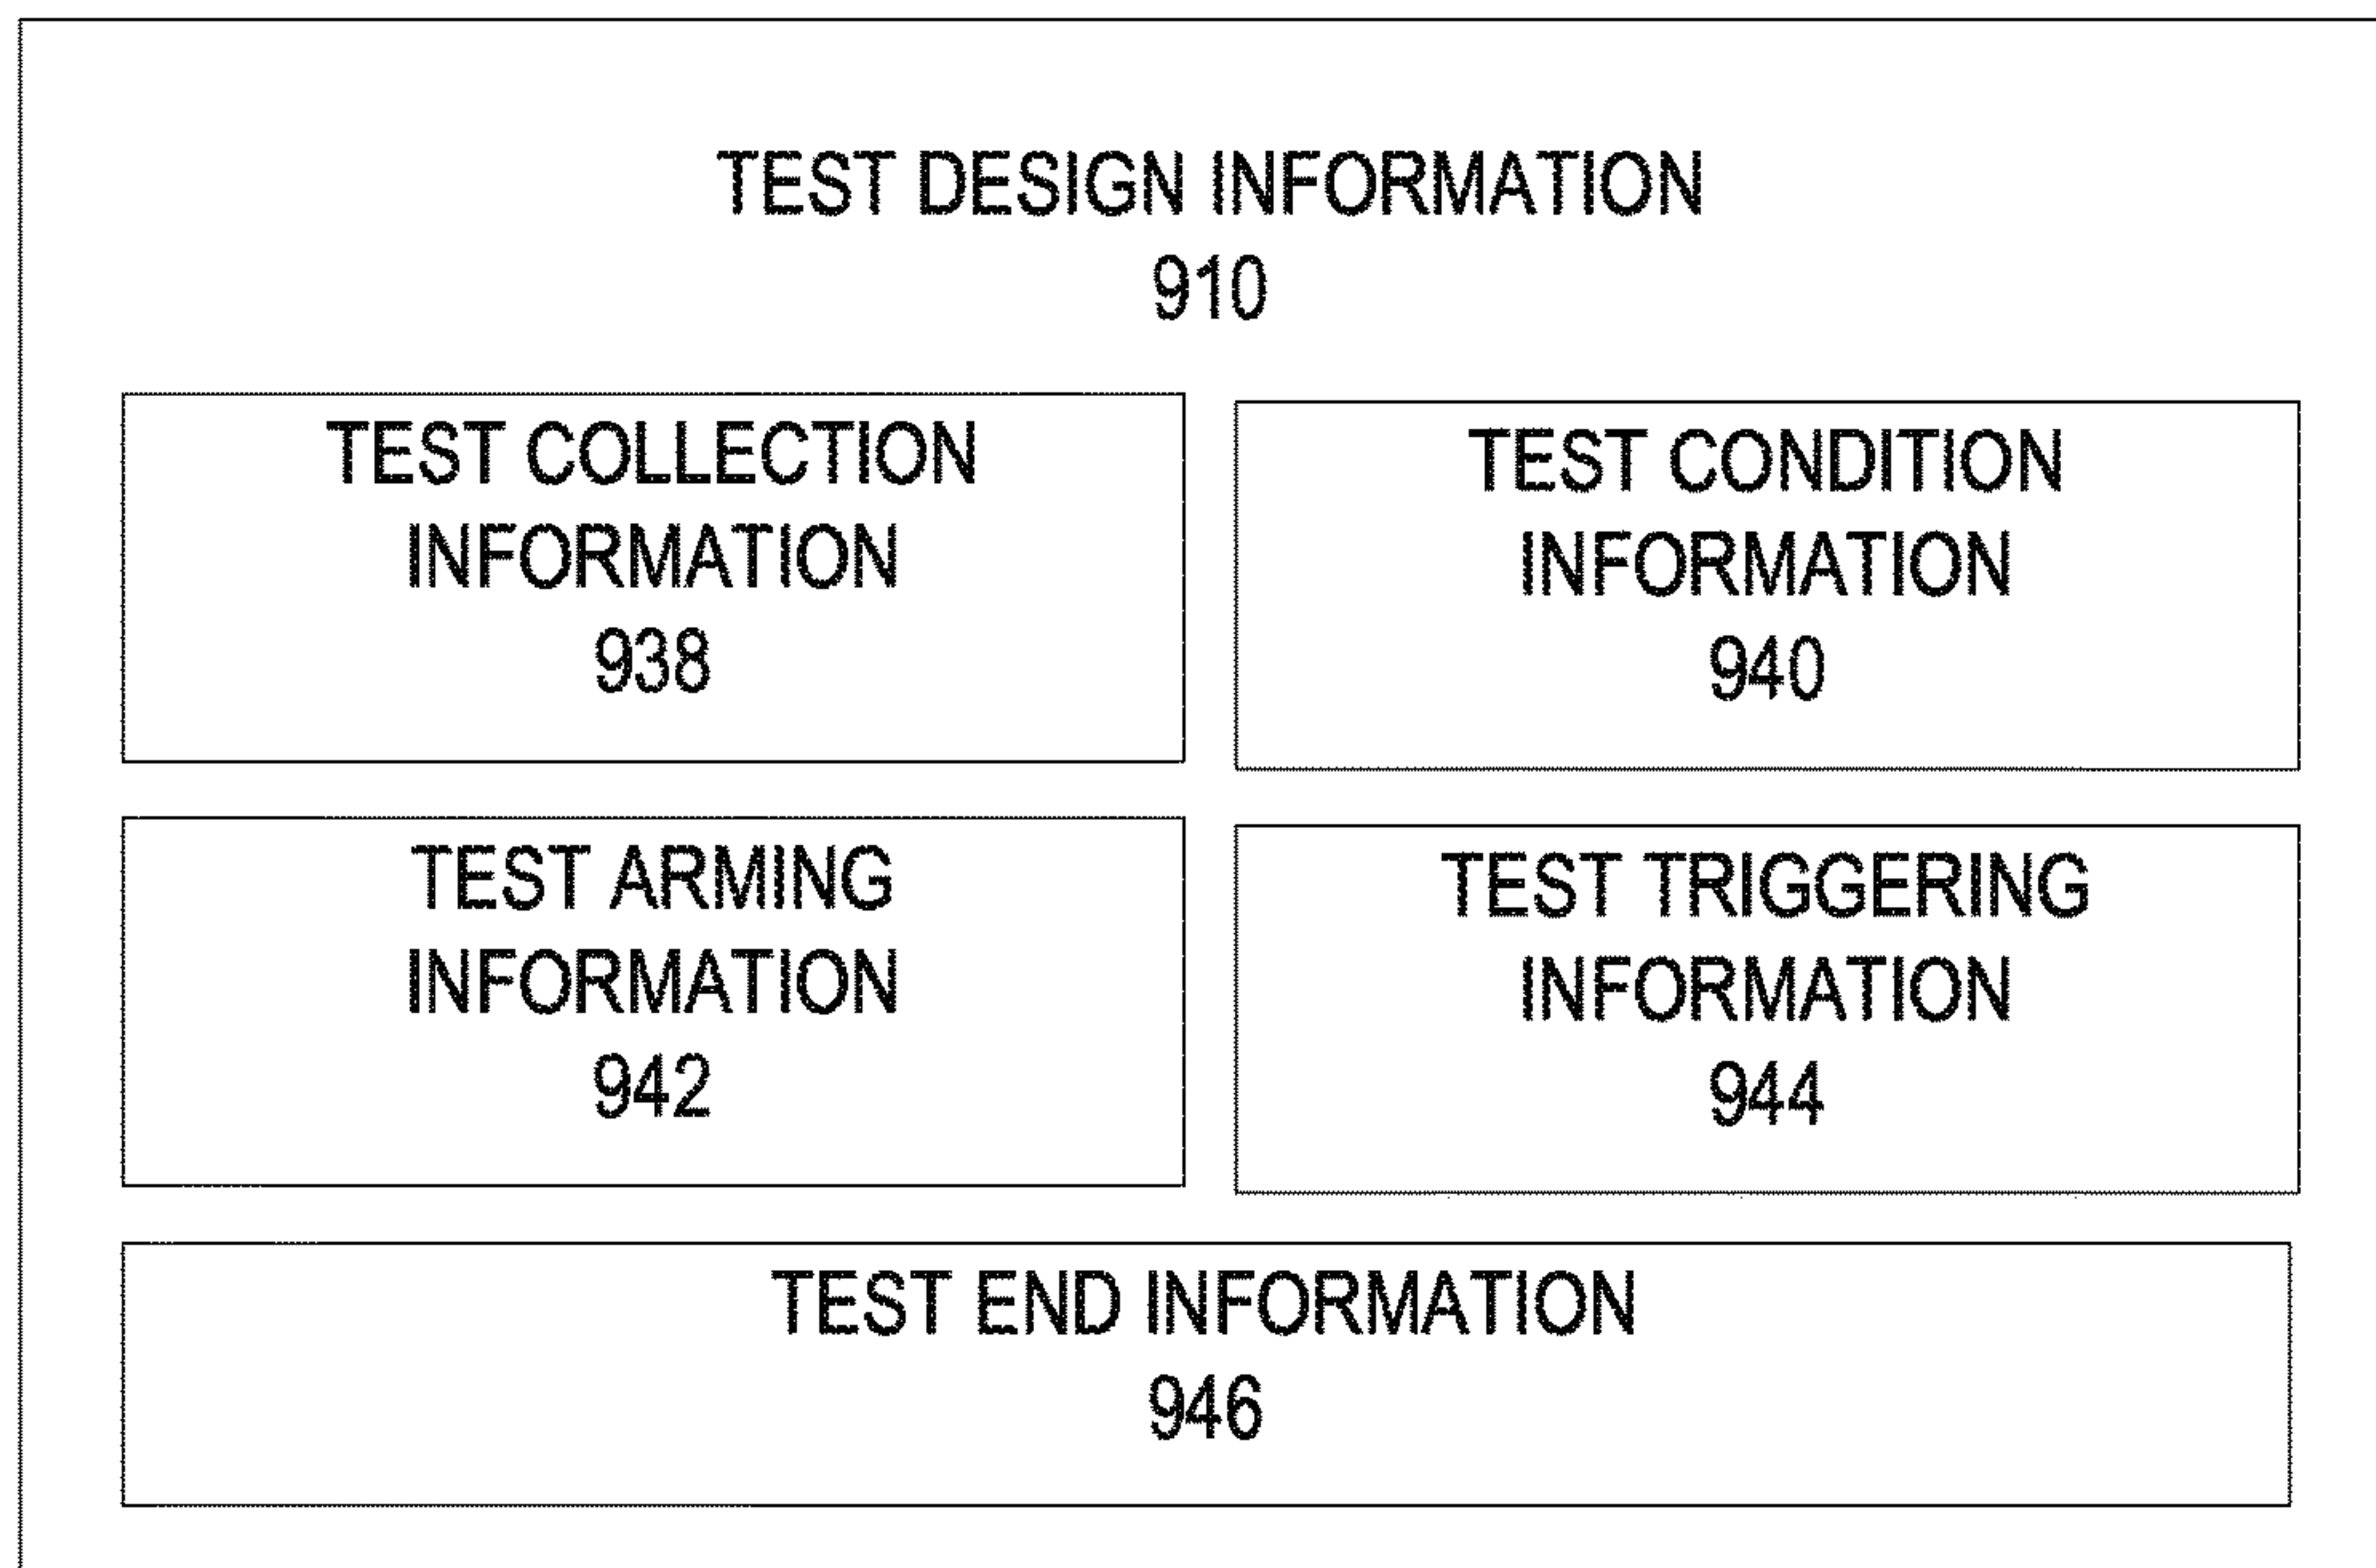 TEST DESIGN INFORMATION
910
TEST COLLECTION
INFORMATION
938
TEST CONDITION
INFORMATION
940
TEST ARMING
INFORMATION
942
TEST TRIGGERING
INFORMATION
944
TEST END INFORMATION
946